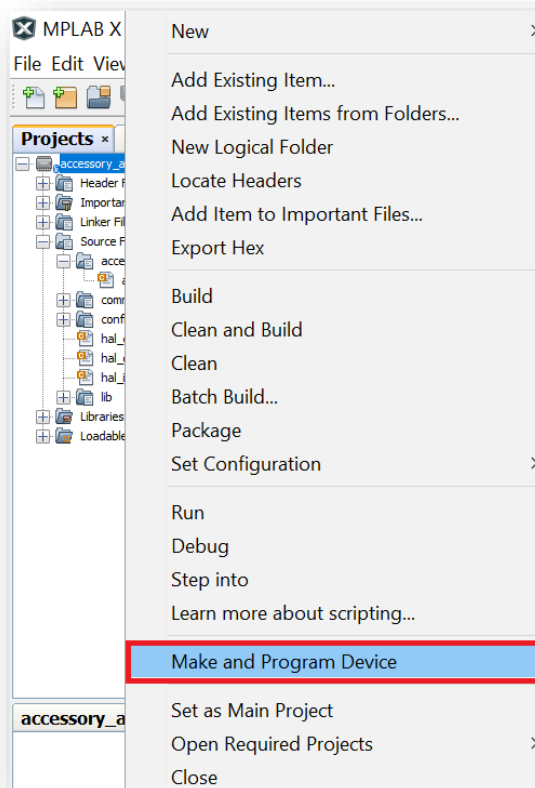 MPLAB X
File Edit View
Projects ×
accessory_a
Header F
Importan
Linker Fil
Source F
acce
a
comm
conf
hal_
hal_
hal_i
lib
Libraries
Loadable
accessory_a
New
Add Existing Item...
Add Existing Items from Folders...
New Logical Folder
Locate Headers
Add Item to Important Files...
Export Hex
Build
Clean and Build
Clean
Batch Build...
Package
Set Configuration
Run
Debug
Step into
Learn more about scripting...
Make and Program Device
Set as Main Project
Open Required Projects
Close